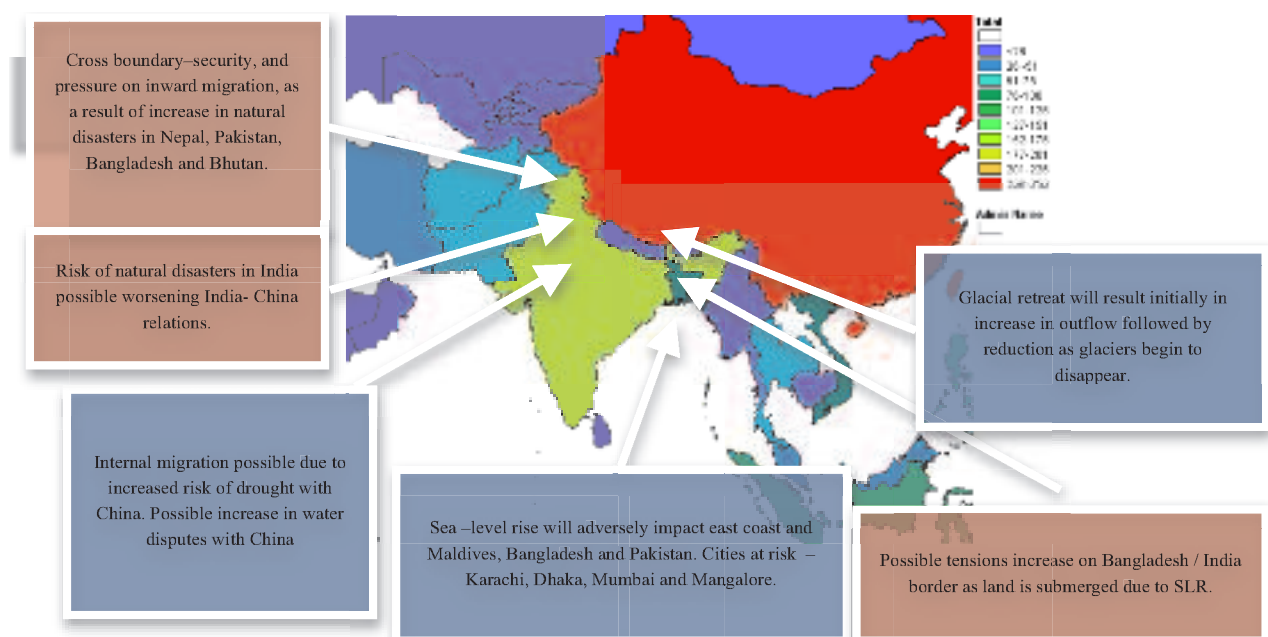 Cross boundary–security, and
pressure on inward migration, as
a result of increase in natural
disasters in Nepal, Pakistan,
Bangladesh and Bhutan.
Risk of natural disasters in India
possible worsening India- China
relations.
Internal migration possible due to
increased risk of drought with
China. Possible increase in water
disputes with China
Sea –level rise will adversely impact east coast and
Maldives, Bangladesh and Pakistan. Cities at risk –
Karachi, Dhaka, Mumbai and Mangalore.
Glacial retreat will result initially in
increase in outflow followed by
reduction as glaciers begin to
disappear.
Possible tensions increase on Bangladesh / India
border as land is submerged due to SLR.
Total